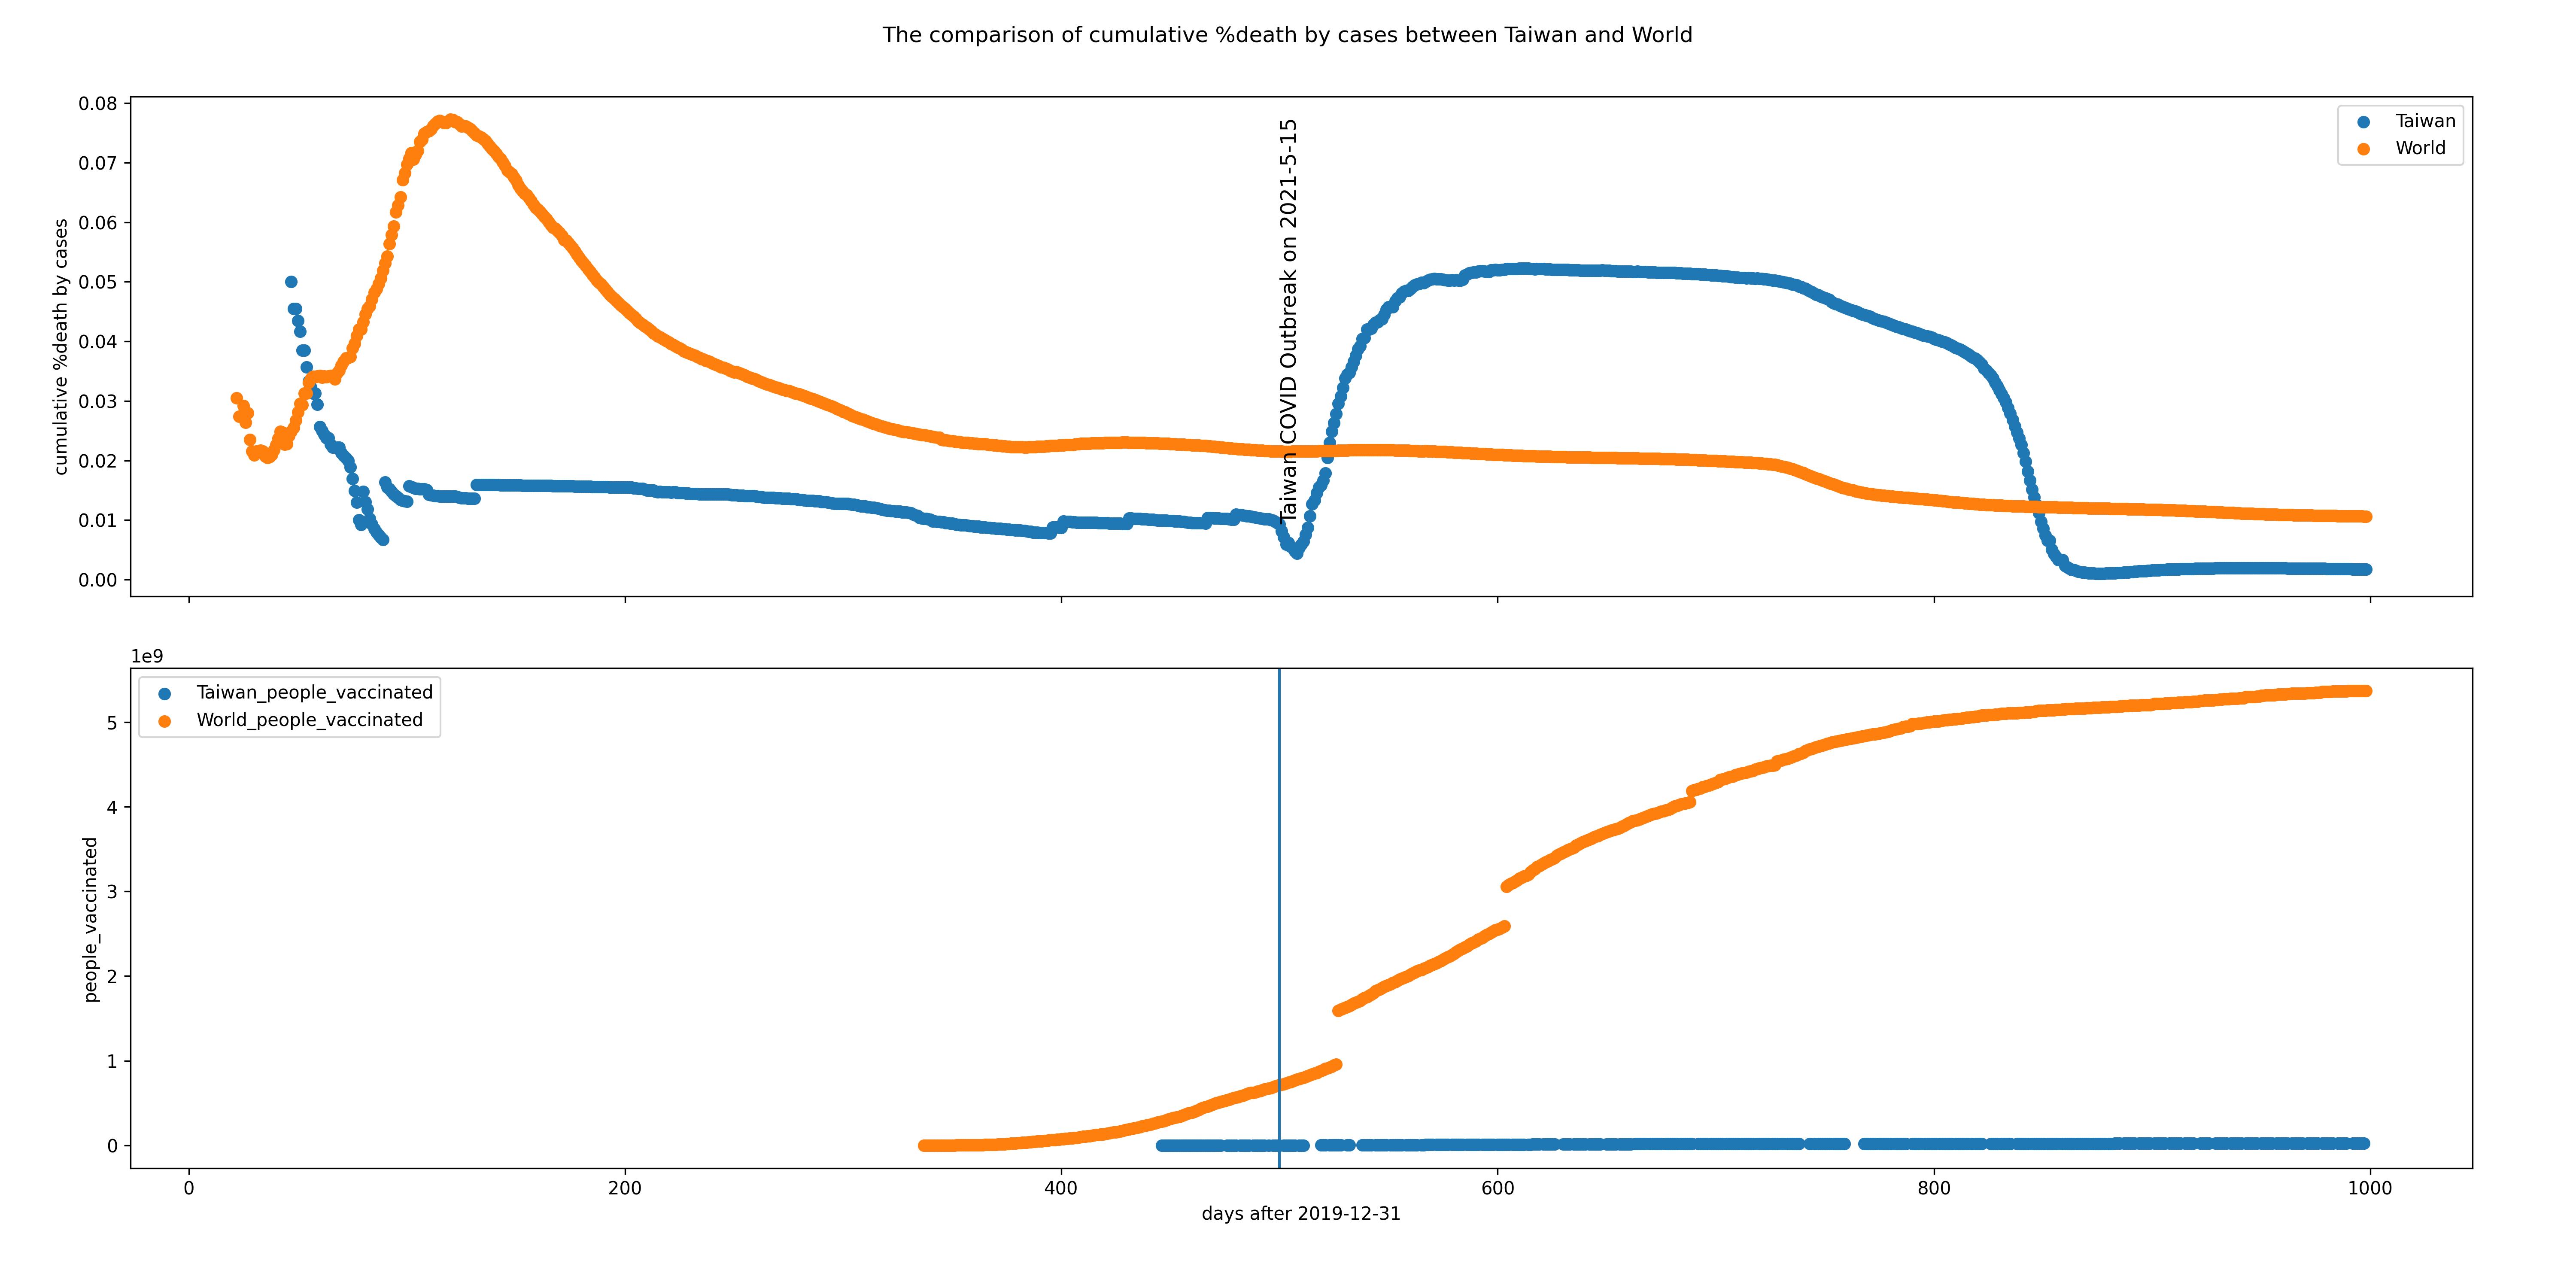 The comparison of cumulative %death by cases between Taiwan and World
cumulative %death by cases
0.08
0.07
0.06
0.05
0.04
0.03
0.02
0.01
0.00
Taiwan COVID Outbreak on 2021-5-15
Taiwan
World
1e9
people_vaccinated
5
4
3
2
1
0
Taiwan_people_vaccinated
World_people_vaccinated
0 200 400 600 800 1000
days after 2019-12-31